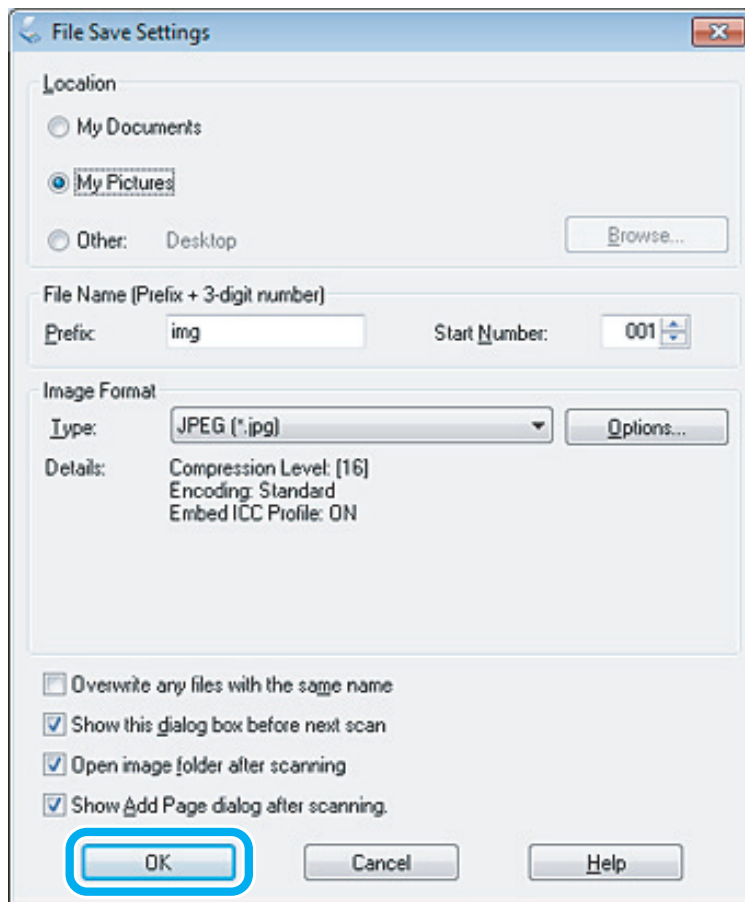 File Save Settings
Location
My Documents
My Pictures
Other: Desktop Browse...
File Name (Prefix + 3-digit number)
Prefix: img Start Number: 001
Image Format
Type: JPEG (*.jpg) Options...
Details: Compression Level: [16]
Encoding: Standard
Embed ICC Profile: ON
Overwrite any files with the same name
Show this dialog box before next scan
Open image folder after scanning
Show Add Page dialog after scanning.
OK Cancel Help